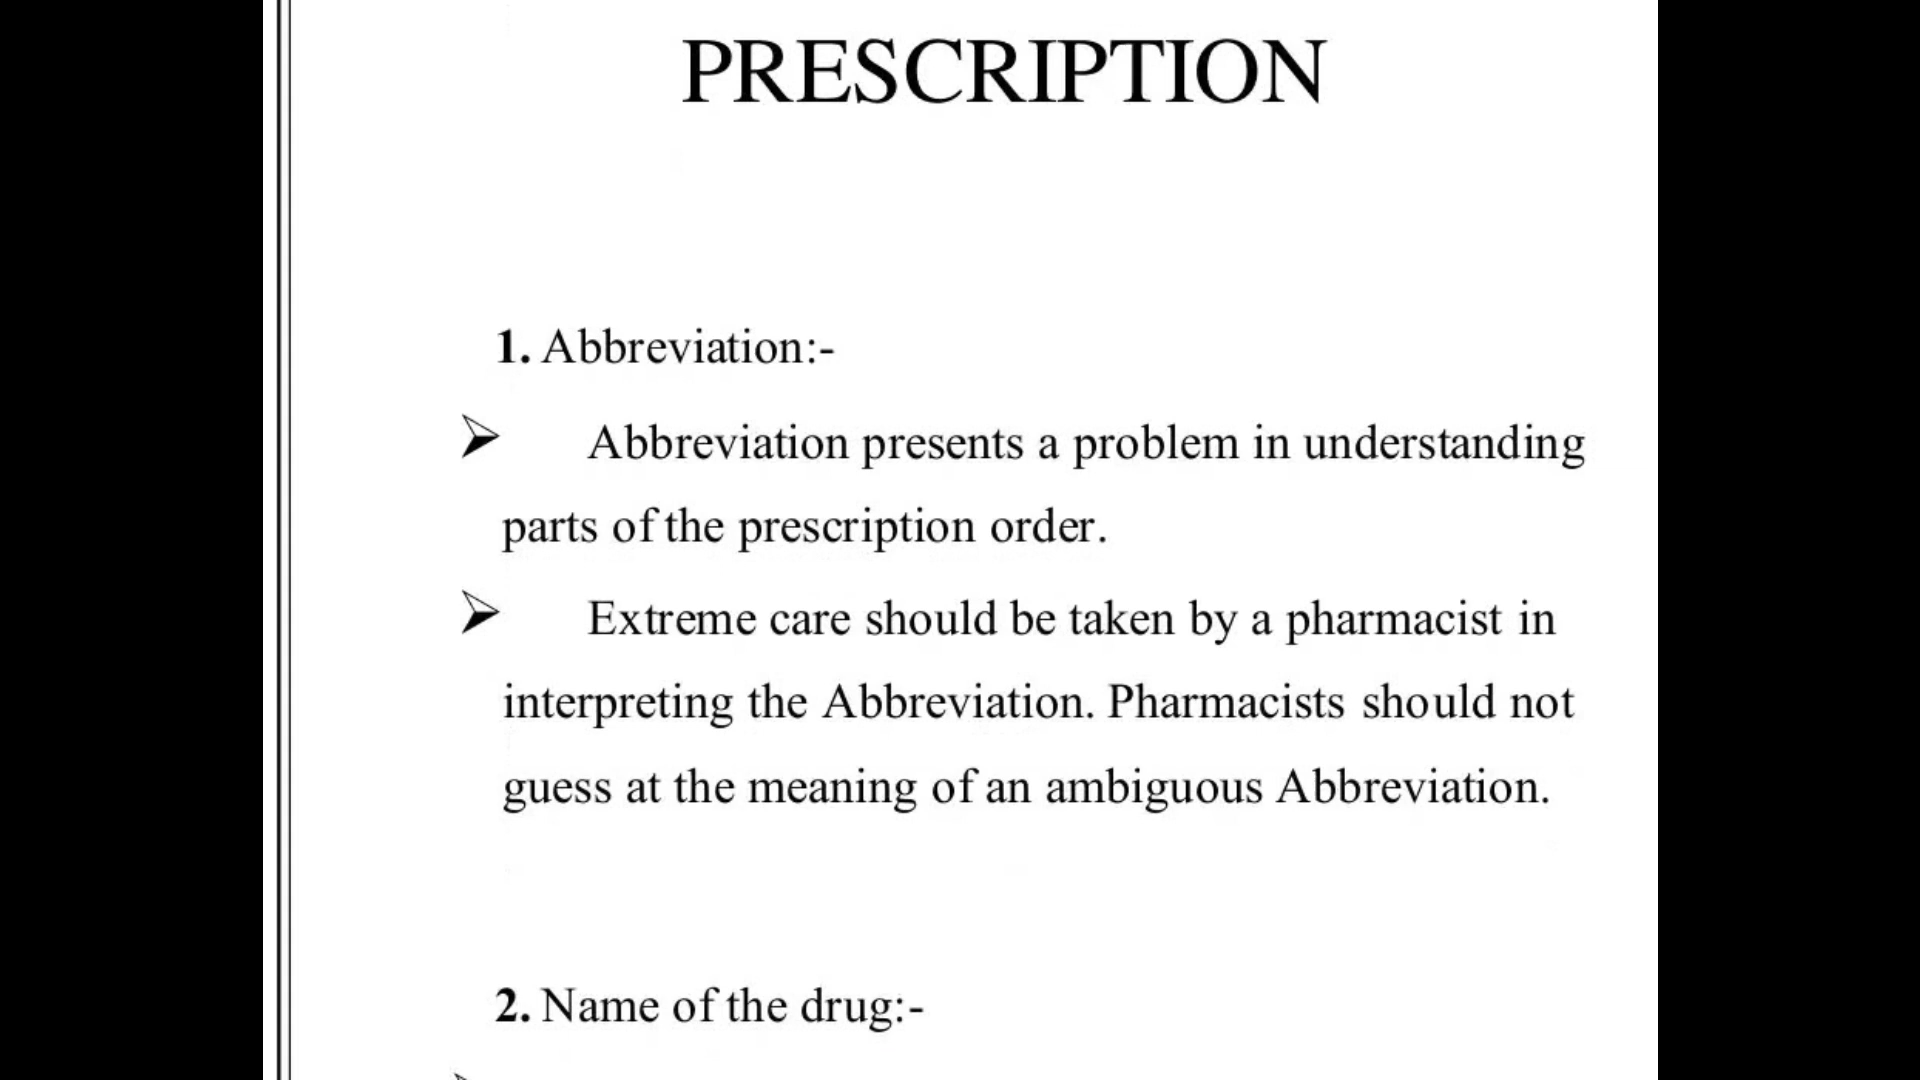 PRESCRIPTION
1. Abbreviation:-
➢ Abbreviation presents a problem in understanding
parts of the prescription order.
➢ Extreme care should be taken by a pharmacist in
interpreting the Abbreviation. Pharmacists should not
guess at the meaning of an ambiguous Abbreviation.
2. Name of the drug:-